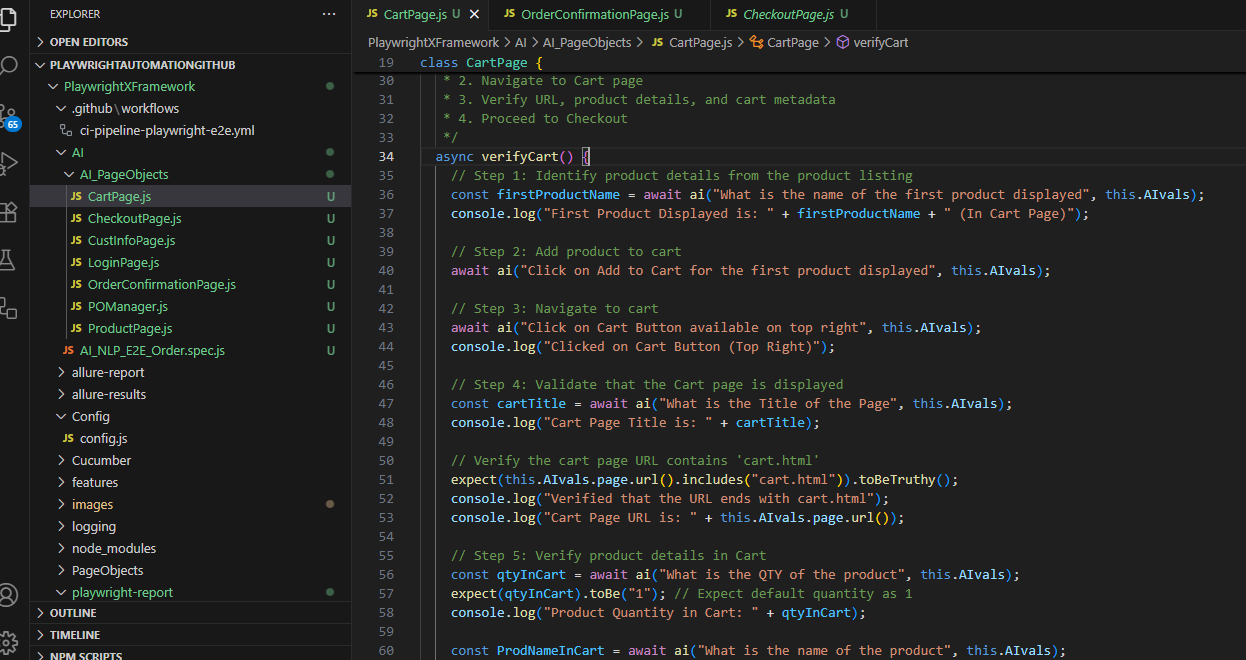 EXPLORER
OPEN EDITORS
PLAYWRIGHTAUTOMATIONGITHUB
PlaywrightXFramework
.github\workflows
ci-pipeline-playwright-e2e.yml
AI
AI_PageObjects
JS CartPage.js U
JS CheckoutPage.js U
JS CustInfoPage.js U
JS LoginPage.js U
JS OrderConfirmationPage.js U
JS POManager.js U
JS ProductPage.js U
JS AI_NLP_E2E_Order.spec.js U
allure-report
allure-results
Config
JS config.js
Cucumber
features
images
logging
node_modules
PageObjects
playwright-report
OUTLINE
TIMELINE
NPM SCRIPTS
65
JS CartPage.js U JS OrderConfirmationPage.js U JS CheckoutPage.js U
PlaywrightXFramework > AI > AI_PageObjects > JS CartPage.js > CartPage > verifyCart
19 class CartPage {
30 * 2. Navigate to Cart page
31 * 3. Verify URL, product details, and cart metadata
32 * 4. Proceed to Checkout
33 */
34 async verifyCart() {
35 // Step 1: Identify product details from the product listing
36 const firstProductName = await ai("What is the name of the first product displayed", this.AIvals);
37 console.log("First Product Displayed is: " + firstProductName + " (In Cart Page)");
38
39 // Step 2: Add product to cart
40 await ai("Click on Add to Cart for the first product displayed", this.AIvals);
41
42 // Step 3: Navigate to cart
43 await ai("Click on Cart Button available on top right", this.AIvals);
44 console.log("Clicked on Cart Button (Top Right)");
45
46 // Step 4: Validate that the Cart page is displayed
47 const cartTitle = await ai("What is the Title of the Page", this.AIvals);
48 console.log("Cart Page Title is: " + cartTitle);
49
50 // Verify the cart page URL contains 'cart.html'
51 expect(this.AIvals.page.url().includes("cart.html")).toBeTruthy();
52 console.log("Verified that the URL ends with cart.html");
53 console.log("Cart Page URL is: " + this.AIvals.page.url());
54
55 // Step 5: Verify product details in Cart
56 const qtyInCart = await ai("What is the QTY of the product", this.AIvals);
57 expect(qtyInCart).toBe("1"); // Expect default quantity as 1
58 console.log("Product Quantity in Cart: " + qtyInCart);
59
60 const ProdNameInCart = await ai("What is the name of the product", this.AIvals);